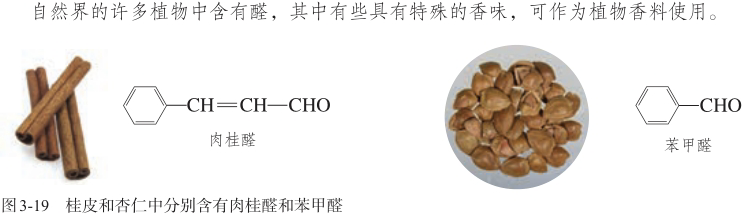 自然界的许多植物中含有醛，其中有些具有特殊的香味，可作为植物香料使用。
CH=CH—CHO
肉桂醛
CHO
苯甲醛
图3-19 桂皮和杏仁中分别含有肉桂醛和苯甲醛